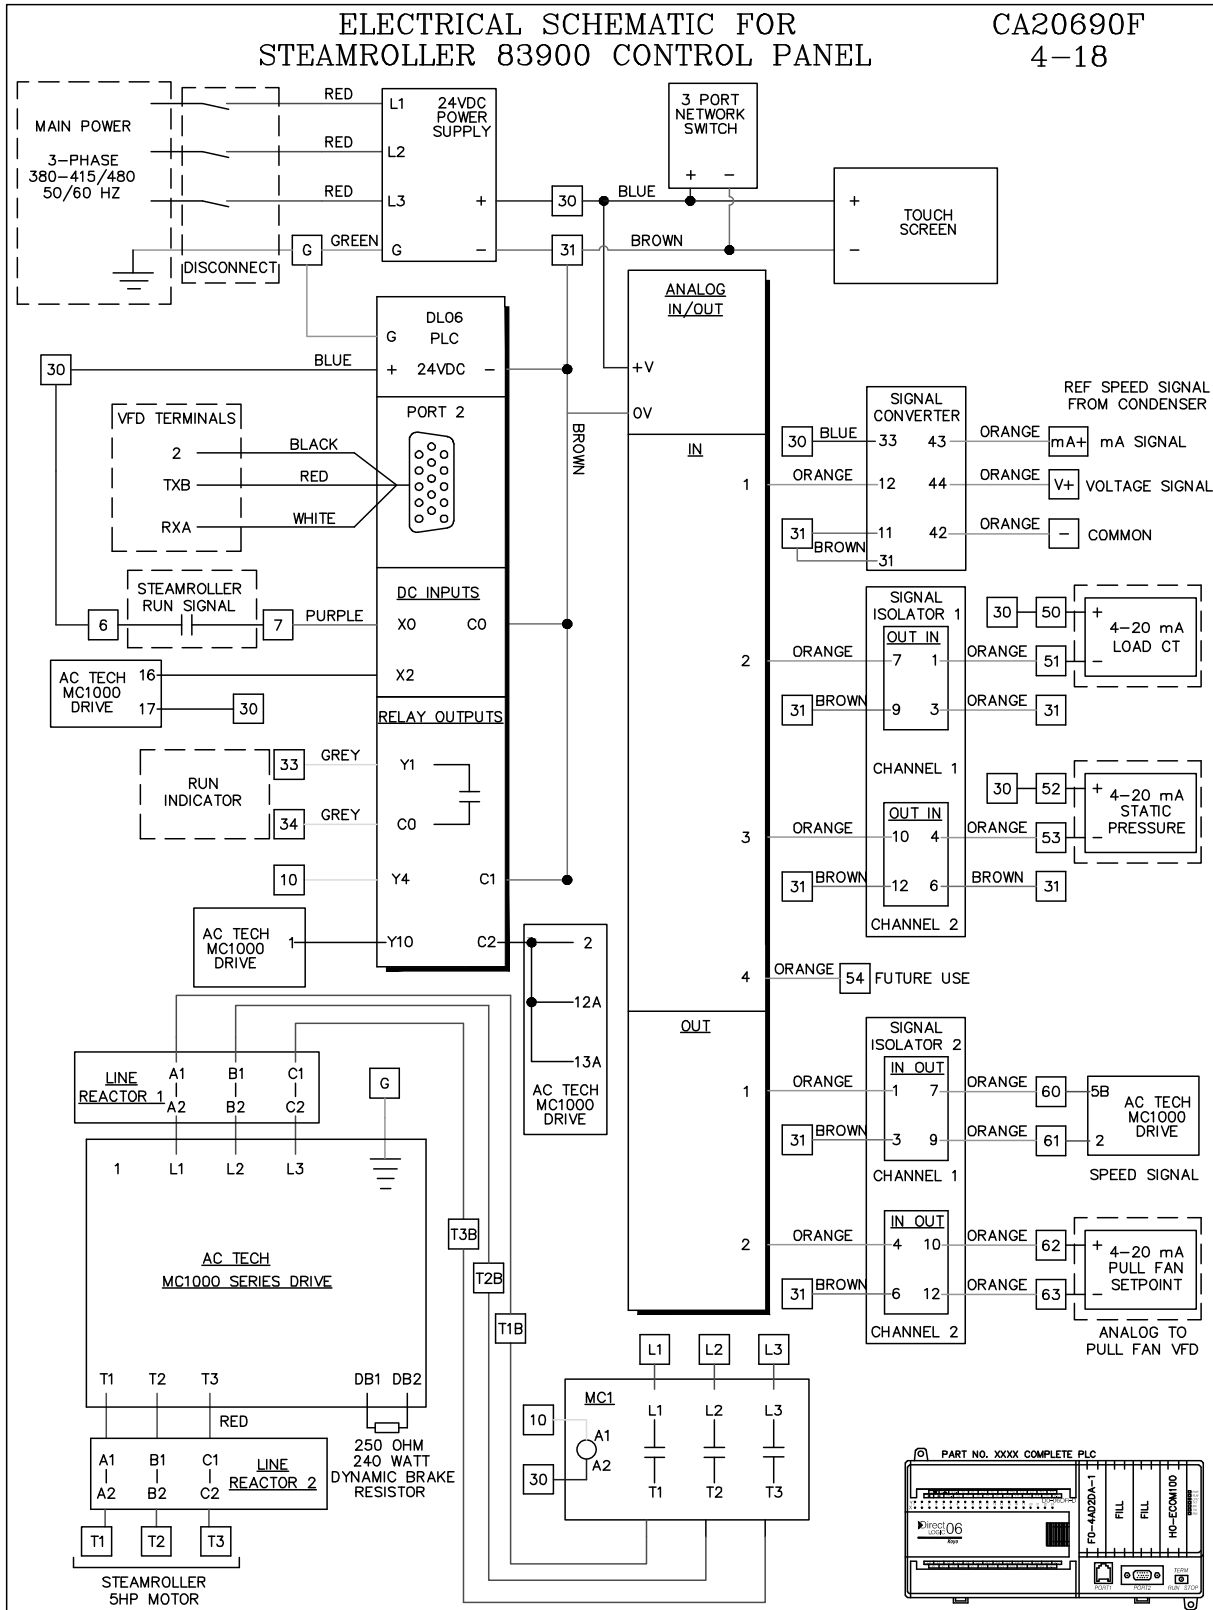 ELECTRICAL SCHEMATIC FOR
STEAMROLLER 83900 CONTROL PANEL
CA20690F
4-18
MAIN POWER
3-PHASE
380-415/480
50/60 HZ
DISCONNECT
RED
RED
RED
GREEN
G
L1
L2
L3
G
24VDC
POWER
SUPPLY
+
-
30
31
BLUE
BROWN
3 PORT
NETWORK
SWITCH
+ -
+
-
TOUCH
SCREEN
DL06
PLC
G
+ 24VDC -
30
BLUE
BROWN
VFD TERMINALS
2
TXB
RXA
BLACK
RED
WHITE
PORT 2
STEAMROLLER
RUN SIGNAL
6
7
PURPLE
DC INPUTS
X0 C0
X2
AC TECH
MC1000
DRIVE
16
17
30
RELAY OUTPUTS
RUN
INDICATOR
33
GREY
Y1
34
GREY
C0
10
Y4 C1
AC TECH
MC1000
DRIVE
1
Y10 C2
2
12A
13A
AC TECH
MC1000
DRIVE
ANALOG
IN/OUT
+V
0V
IN
1
2
3
4
OUT
1
2
SIGNAL
CONVERTER
REF SPEED SIGNAL
FROM CONDENSER
30 BLUE 33 43 ORANGE mA+ mA SIGNAL
ORANGE 12 44 ORANGE V+ VOLTAGE SIGNAL
31 11 42 ORANGE - COMMON
BROWN 31
SIGNAL
ISOLATOR 1
OUT IN
30 50 +
4-20 mA
LOAD CT
ORANGE 7 1 ORANGE 51 -
31 BROWN 9 3 ORANGE 31
CHANNEL 1
30 52 +
4-20 mA
STATIC
PRESSURE
OUT IN
ORANGE 10 4 ORANGE 53 -
31 BROWN 12 6 BROWN 31
CHANNEL 2
ORANGE 54 FUTURE USE
SIGNAL
ISOLATOR 2
IN OUT
ORANGE 1 7 ORANGE 60 5B
31 BROWN 3 9 ORANGE 61 2
AC TECH
MC1000
DRIVE
CHANNEL 1
SPEED SIGNAL
IN OUT
ORANGE 4 10 ORANGE 62 +
31 BROWN 6 12 ORANGE 63 -
4-20 mA
PULL FAN
SETPOINT
CHANNEL 2
ANALOG TO
PULL FAN VFD
LINE
REACTOR 1
A1 B1 C1
A2 B2 C2
G
1 L1 L2 L3
AC TECH
MC1000 SERIES DRIVE
T3B
T2B
T1B
T1 T2 T3 DB1 DB2
RED
250 OHM
240 WATT
DYNAMIC BRAKE
RESISTOR
LINE
REACTOR 2
A1 B1 C1
A2 B2 C2
T1 T2 T3
STEAMROLLER
5HP MOTOR
L1 L2 L3
MC1
10
30
A1
A2
L1 L2 L3
T1 T2 T3
PART NO. XXXX COMPLETE PLC
Direct
LOGIC 06
Koyo
F0-4AD2DA-1
FILL
FILL
H0-ECOM100
PORT1
PORT2
TERM
RUN STOP